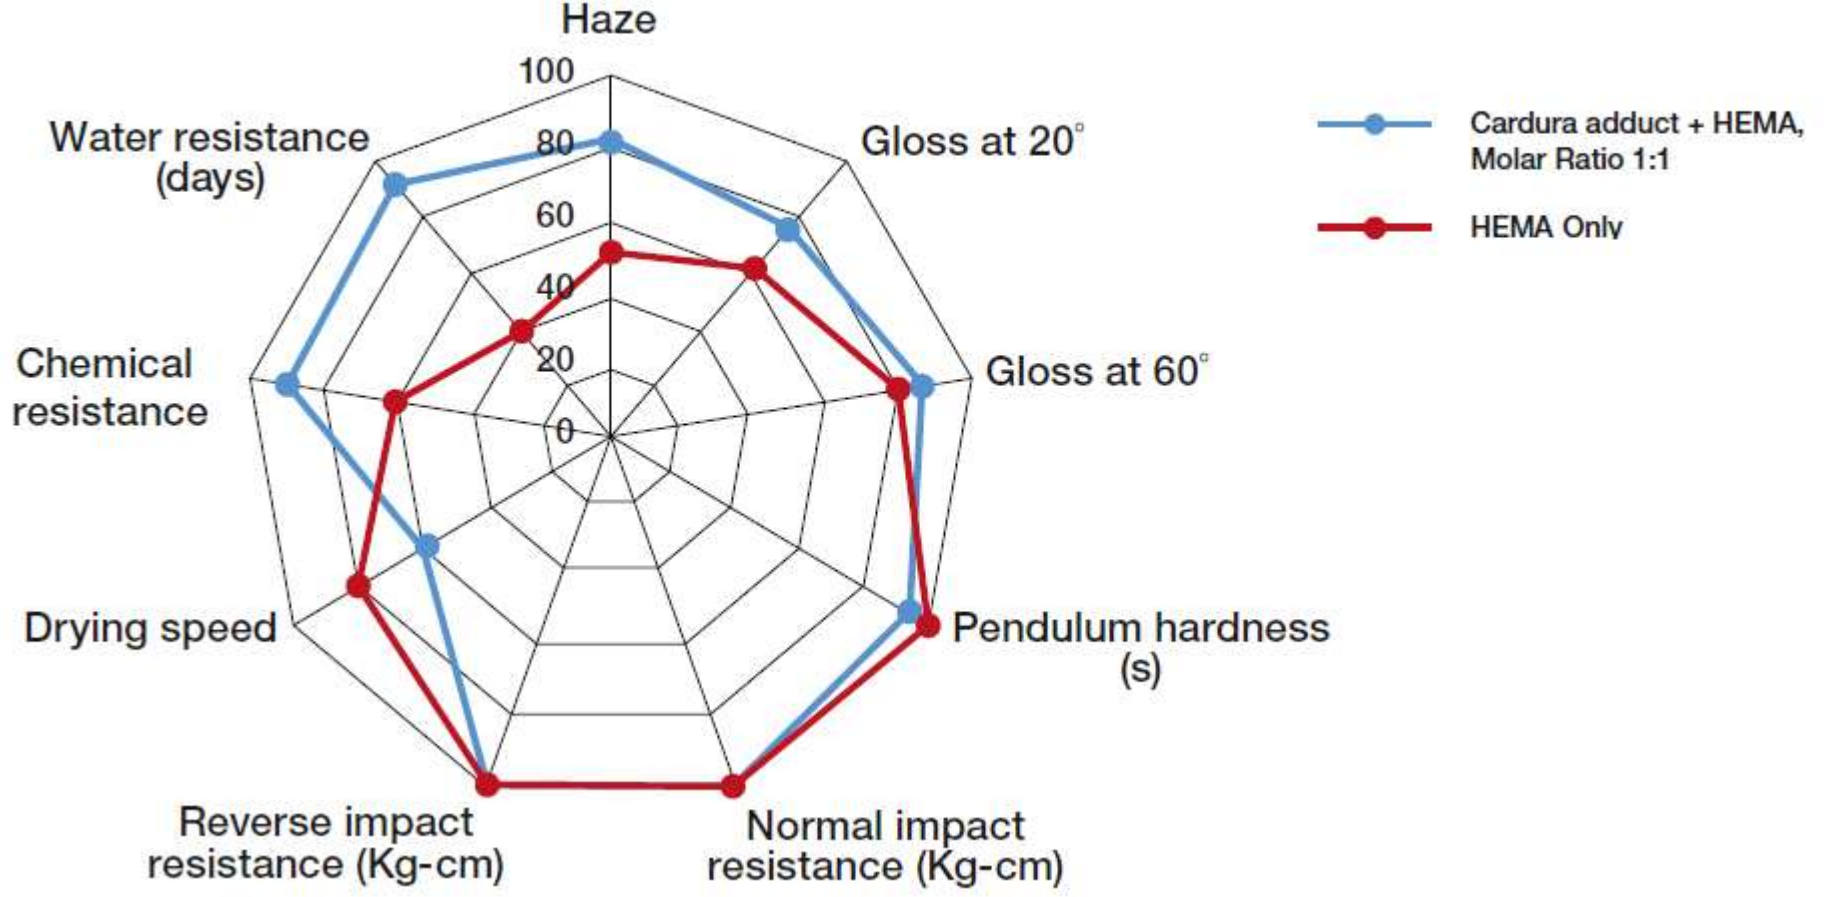 Haze
100
80
60
40
20
0
Gloss at 20°
Gloss at 60°
Pendulum hardness
(s)
Normal impact
resistance (Kg-cm)
Reverse impact
resistance (Kg-cm)
Drying speed
Chemical
resistance
Water resistance
(days)
Cardura adduct + HEMA,
Molar Ratio 1:1
HEMA Only